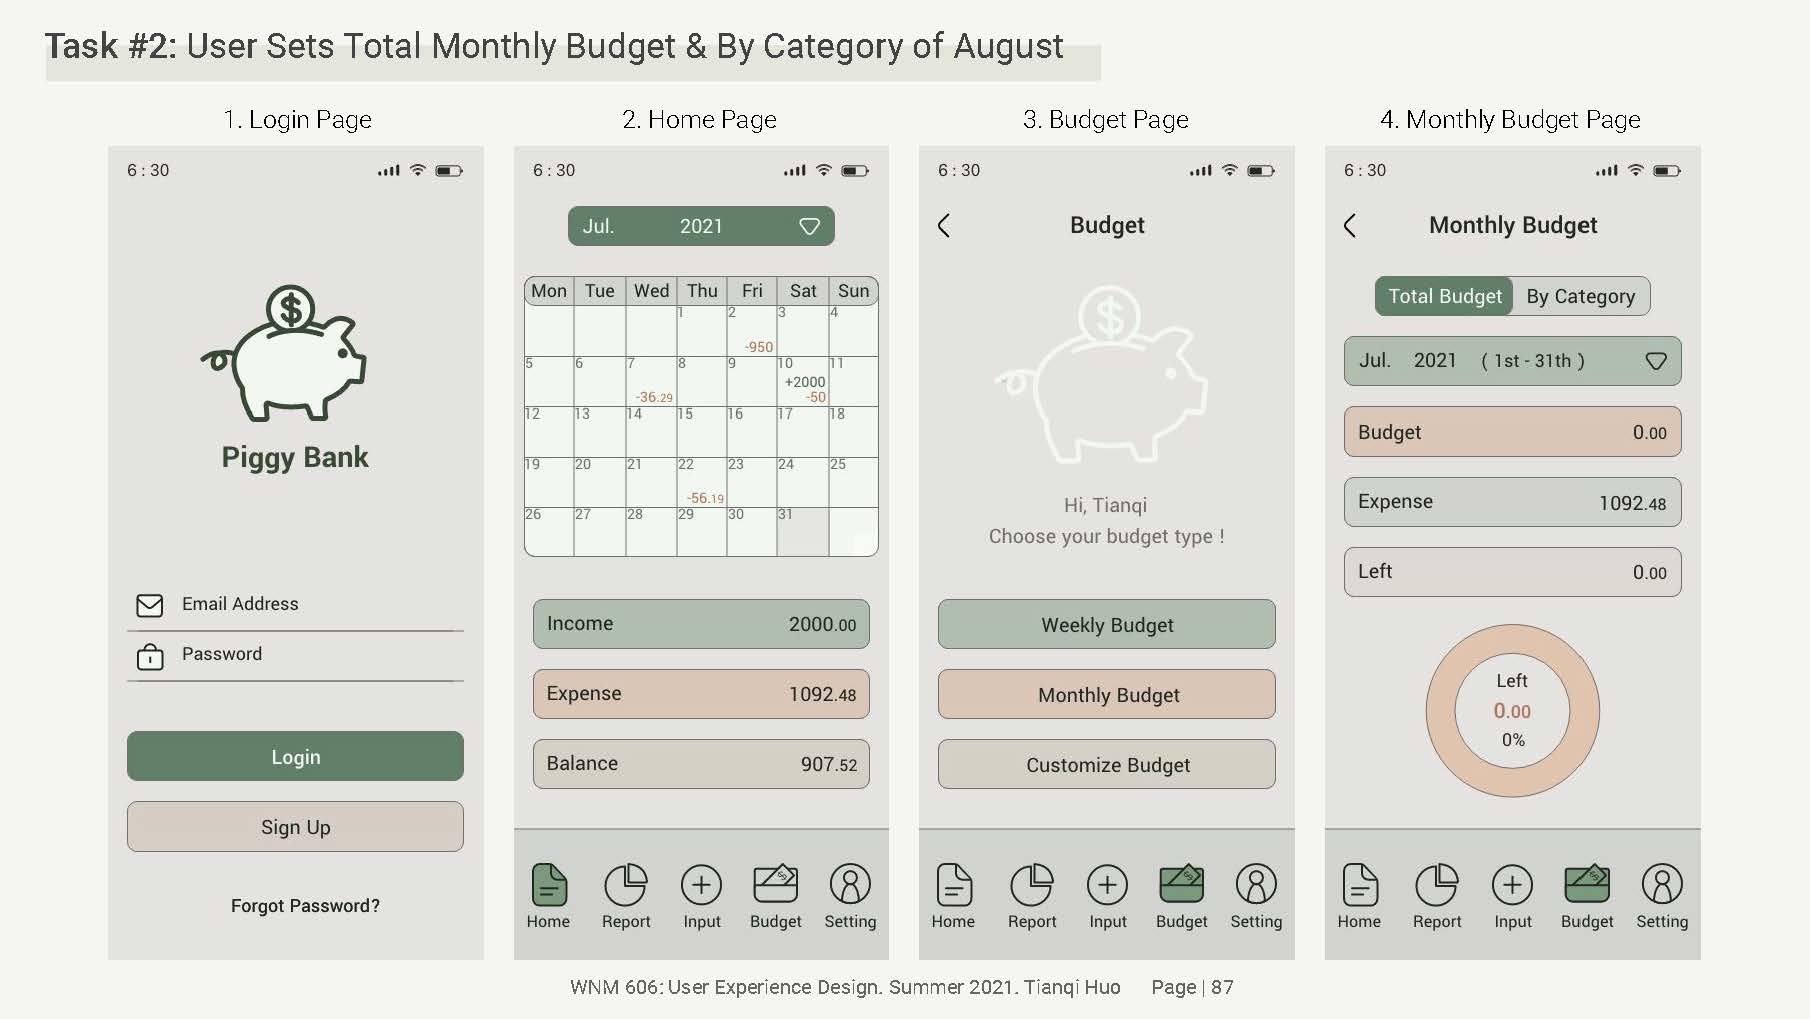 Task #2: User Sets Total Monthly Budget & By Category of August
1. Login Page
6 : 30
$
Piggy Bank
Email Address
Password
Login
Sign Up
Forgot Password?
2. Home Page
6 : 30
Jul. 2021
Mon Tue Wed Thu Fri Sat Sun
1 2 3 4
-950
5 6 7 8 9 10 11
+2000
-36.29 -50
12 13 14 15 16 17 18
19 20 21 22 23 24 25
-56.19
26 27 28 29 30 31
Income 2000.00
Expense 1092.48
Balance 907.52
Home Report Input Budget Setting
3. Budget Page
6 : 30
Budget
$
Hi, Tianqi
Choose your budget type !
Weekly Budget
Monthly Budget
Customize Budget
Home Report Input Budget Setting
4. Monthly Budget Page
6 : 30
Monthly Budget
Total Budget By Category
Jul. 2021 ( 1st - 31th )
Budget 0.00
Expense 1092.48
Left 0.00
Left
0.00
0%
Home Report Input Budget Setting
WNM 606: User Experience Design. Summer 2021. Tianqi Huo Page | 87